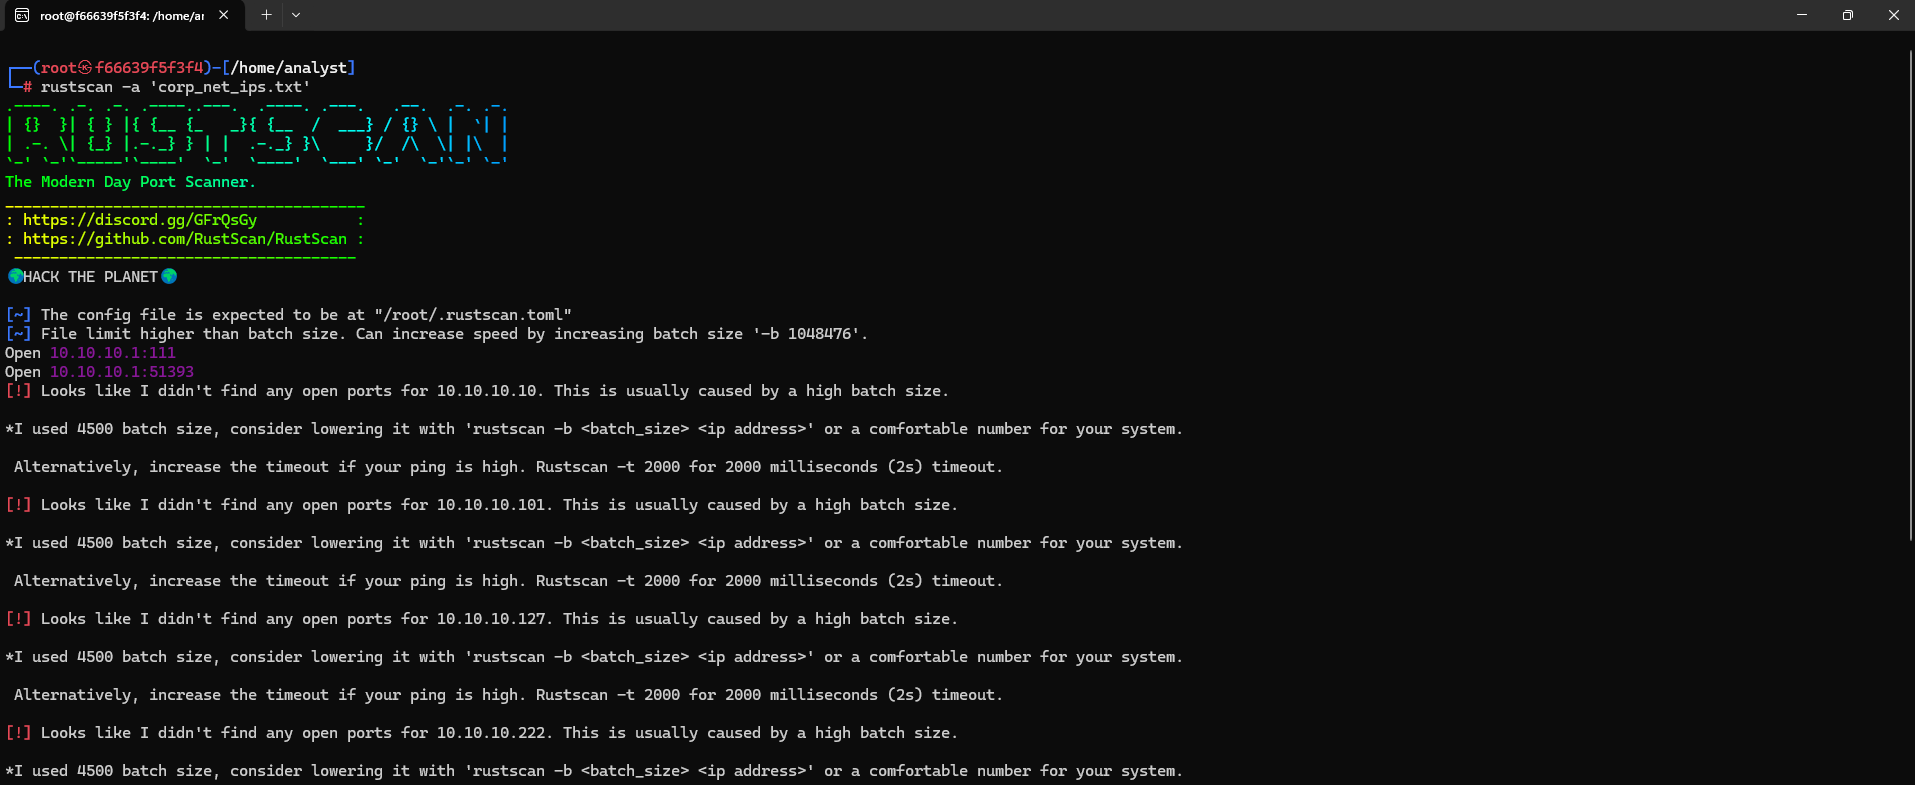 root@f66639f5f3f4: /home/ar
┌──(root㉿f66639f5f3f4)-[/home/analyst]
└─# rustscan -a 'corp_net_ips.txt'
.----. .-. .-. .----..---.  .----. .---.   .--.  .-. .-.
| {}  }| { } |{ {__ {_   _}{ {__  /  ___} / {} \ |  `| |
| .-. \| {_} |.-._} } | |  .-._} }\     }/  /\  \| |\  |
`-' `-'`-----'`----'  `-'  `----'  `---' `-'  `-'`-' `-'
The Modern Day Port Scanner.
________________________________________
: https://discord.gg/GFrQsGy           :
: https://github.com/RustScan/RustScan :
 --------------------------------------
🌍HACK THE PLANET🌍
[~] The config file is expected to be at "/root/.rustscan.toml"
[~] File limit higher than batch size. Can increase speed by increasing batch size '-b 1048476'.
Open 10.10.10.1:111
Open 10.10.10.1:51393
[!] Looks like I didn't find any open ports for 10.10.10.10. This is usually caused by a high batch size.
*I used 4500 batch size, consider lowering it with 'rustscan -b <batch_size> <ip address>' or a comfortable number for your system.
 Alternatively, increase the timeout if your ping is high. Rustscan -t 2000 for 2000 milliseconds (2s) timeout.
[!] Looks like I didn't find any open ports for 10.10.10.101. This is usually caused by a high batch size.
*I used 4500 batch size, consider lowering it with 'rustscan -b <batch_size> <ip address>' or a comfortable number for your system.
 Alternatively, increase the timeout if your ping is high. Rustscan -t 2000 for 2000 milliseconds (2s) timeout.
[!] Looks like I didn't find any open ports for 10.10.10.127. This is usually caused by a high batch size.
*I used 4500 batch size, consider lowering it with 'rustscan -b <batch_size> <ip address>' or a comfortable number for your system.
 Alternatively, increase the timeout if your ping is high. Rustscan -t 2000 for 2000 milliseconds (2s) timeout.
[!] Looks like I didn't find any open ports for 10.10.10.222. This is usually caused by a high batch size.
*I used 4500 batch size, consider lowering it with 'rustscan -b <batch_size> <ip address>' or a comfortable number for your system.